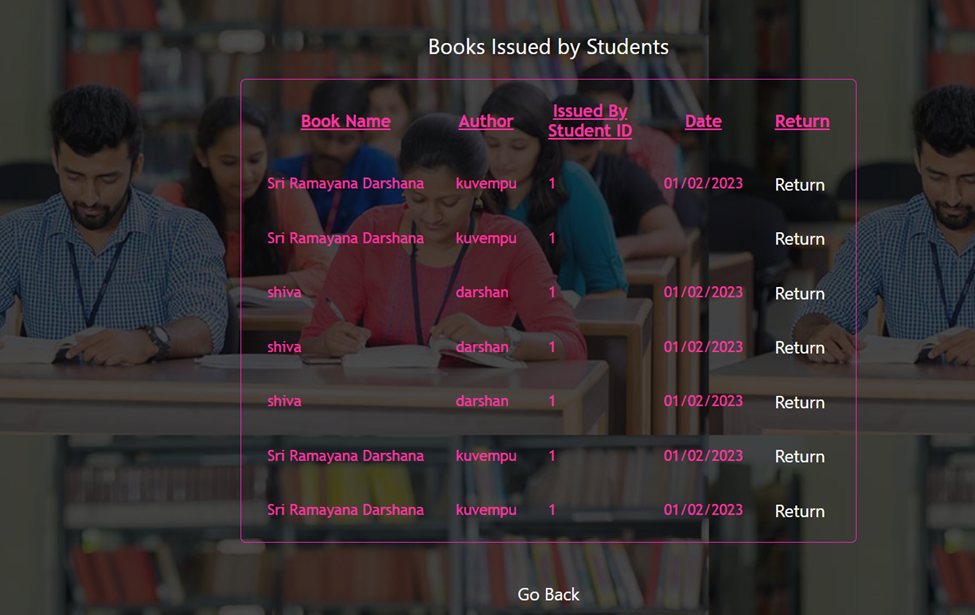 Books Issued by Students
Book Name Author Issued By Student ID Date Return
Sri Ramayana Darshana kuvempu 1 01/02/2023 Return
Sri Ramayana Darshana kuvempu 1 Return
shiva darshan 1 01/02/2023 Return
shiva darshan 1 01/02/2023 Return
shiva darshan 1 01/02/2023 Return
Sri Ramayana Darshana kuvempu 1 01/02/2023 Return
Sri Ramayana Darshana kuvempu 1 01/02/2023 Return
Go Back